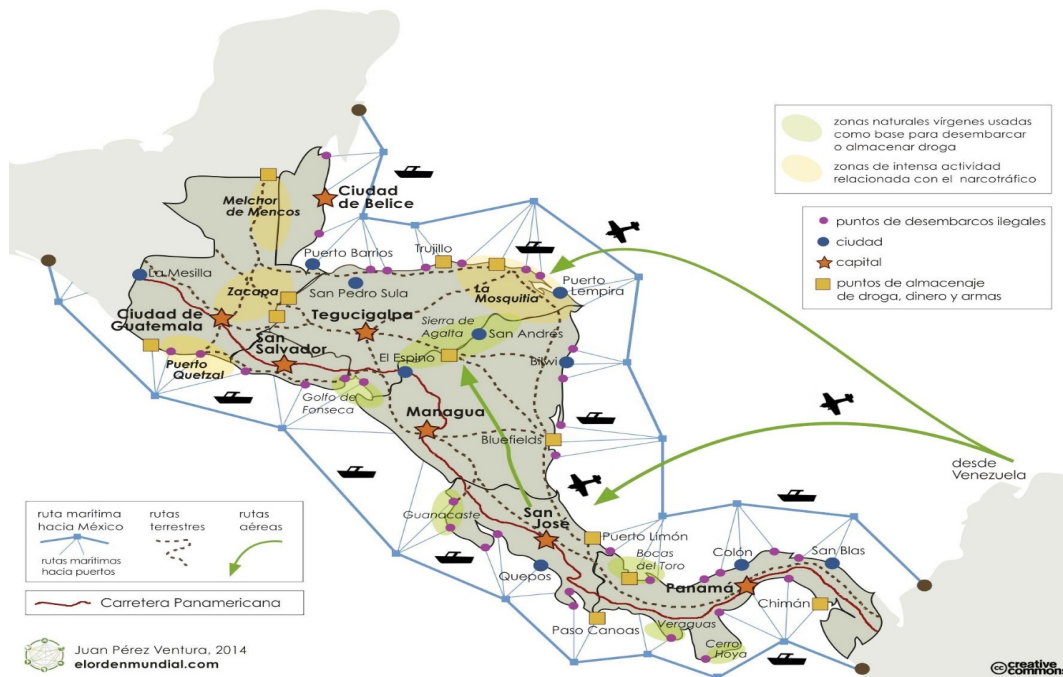 zonas naturales vírgenes usadas
como base para desembarcar
o almacenar droga
zonas de intensa actividad
relacionada con el narcotráfico
puntos de desembarcos ilegales
ciudad
capital
puntos de almacenaje
de droga, dinero y armas
Melchor
de Mencos
Ciudad
de Belice
Puerto Barrios
Trujillo
La Mesilla
Zacapa
San Pedro Sula
La
Mosquitia
Puerto
Lempira
Ciudad de
Guatemala
Tegucigalpa
Sierra de
Agalta
San Andrés
San
Salvador
El Espino
Bilwi
Puerto
Quetzal
Golfo de
Fonseca
Managua
Bluefields
desde
Venezuela
Guanacaste
San
José
Puerto Limón
Bocas
del Toro
Colón
San Blas
Quepos
Panamá
Chimán
Paso Canoas
Veraguas
Cerro
Hoya
ruta marítima
hacia México
rutas
terrestres
rutas
aéreas
rutas marítimas
hacia puertos
Carretera Panamericana
Juan Pérez Ventura, 2014
elordenmundial.com
cc creative
commons